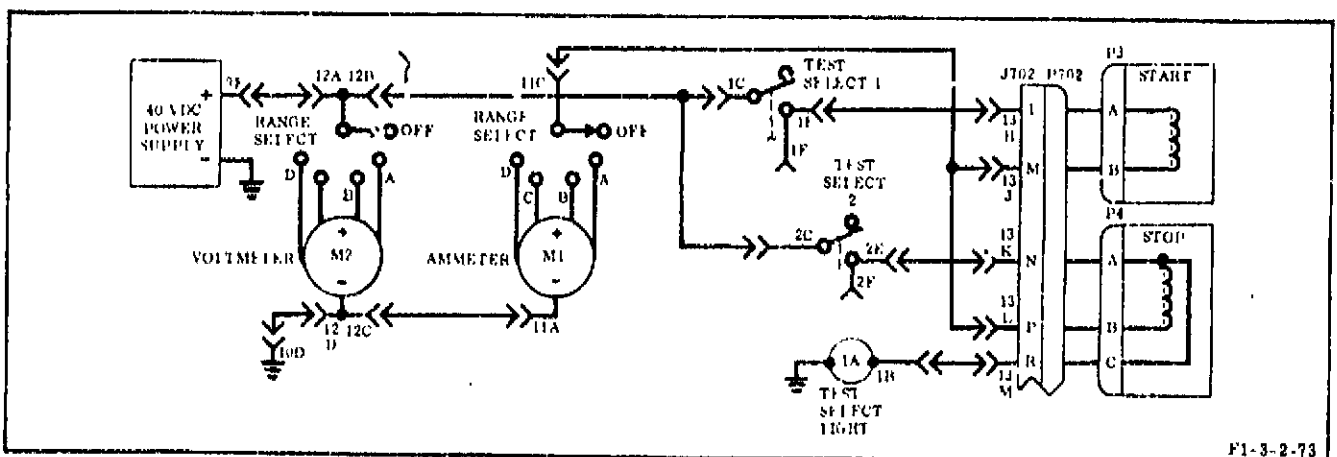 40 VDC
POWER
SUPPLY
+
-
12A 12B
RANGE
SELECT
OFF
D
B
A
+
M2
-
VOLTMETER
12
D
12C
10D
11C
RANGE
SELECT
OFF
D
C
B
A
+
M1
-
AMMETER
11A
1C
TEST
SELECT 1
1F
TEST
SELECT
2
2C
2E
2F
1A
1B
TEST
SELECT
LIGHT
J702 P702
13
H
M
13
J
13
K
N
13
L
P
R
13
M
P3
START
A
B
P4
STOP
A
B
C
F1-3-2-73